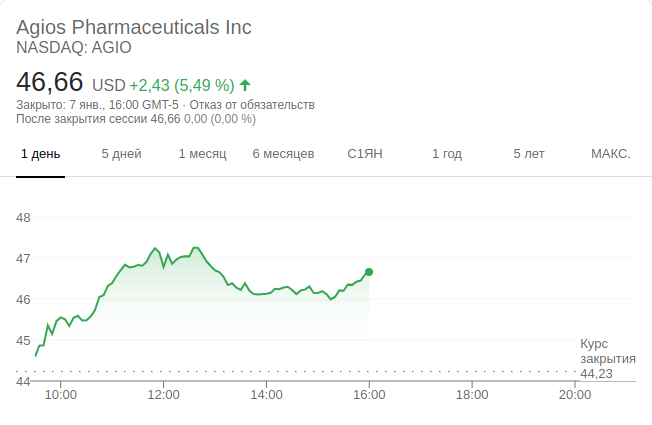 Agios Pharmaceuticals Inc
NASDAQ: AGIO
46,66 USD +2,43 (5,49 %)
Закрыто: 7 янв., 16:00 GMT-5 · Отказ от обязательств
После закрытия сессии 46,66 0,00 (0,00 %)
1 день 5 дней 1 месяц 6 месяцев С1ЯН 1 год 5 лет МАКС.
48
47
46
45
44
Курс
закрытия
44,23
10:00 12:00 14:00 16:00 18:00 20:00